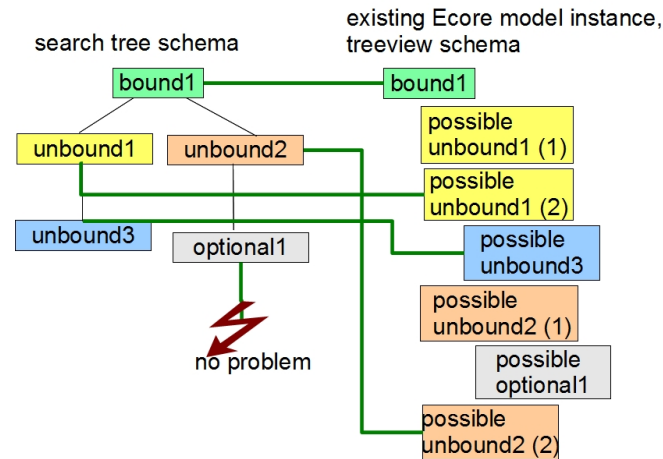 search tree schema
existing Ecore model instance,
treeview schema
bound1
bound1
unbound1
unbound2
possible
unbound1 (1)
possible
unbound1 (2)
unbound3
optional1
possible
unbound3
possible
unbound2 (1)
no problem
possible
optional1
possible
unbound2 (2)